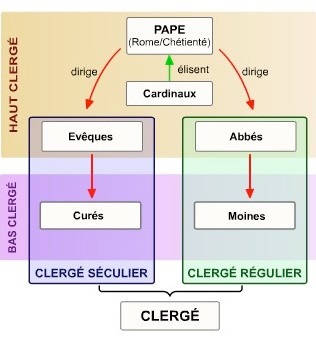 HAUT CLERGÉ
PAPE
(Rome/Chétienté)
dirige
élisent
dirige
Cardinaux
Evêques
Abbés
BAS CLERGÉ
Curés
Moines
CLERGÉ SÉCULIER
CLERGÉ RÉGULIER
CLERGÉ